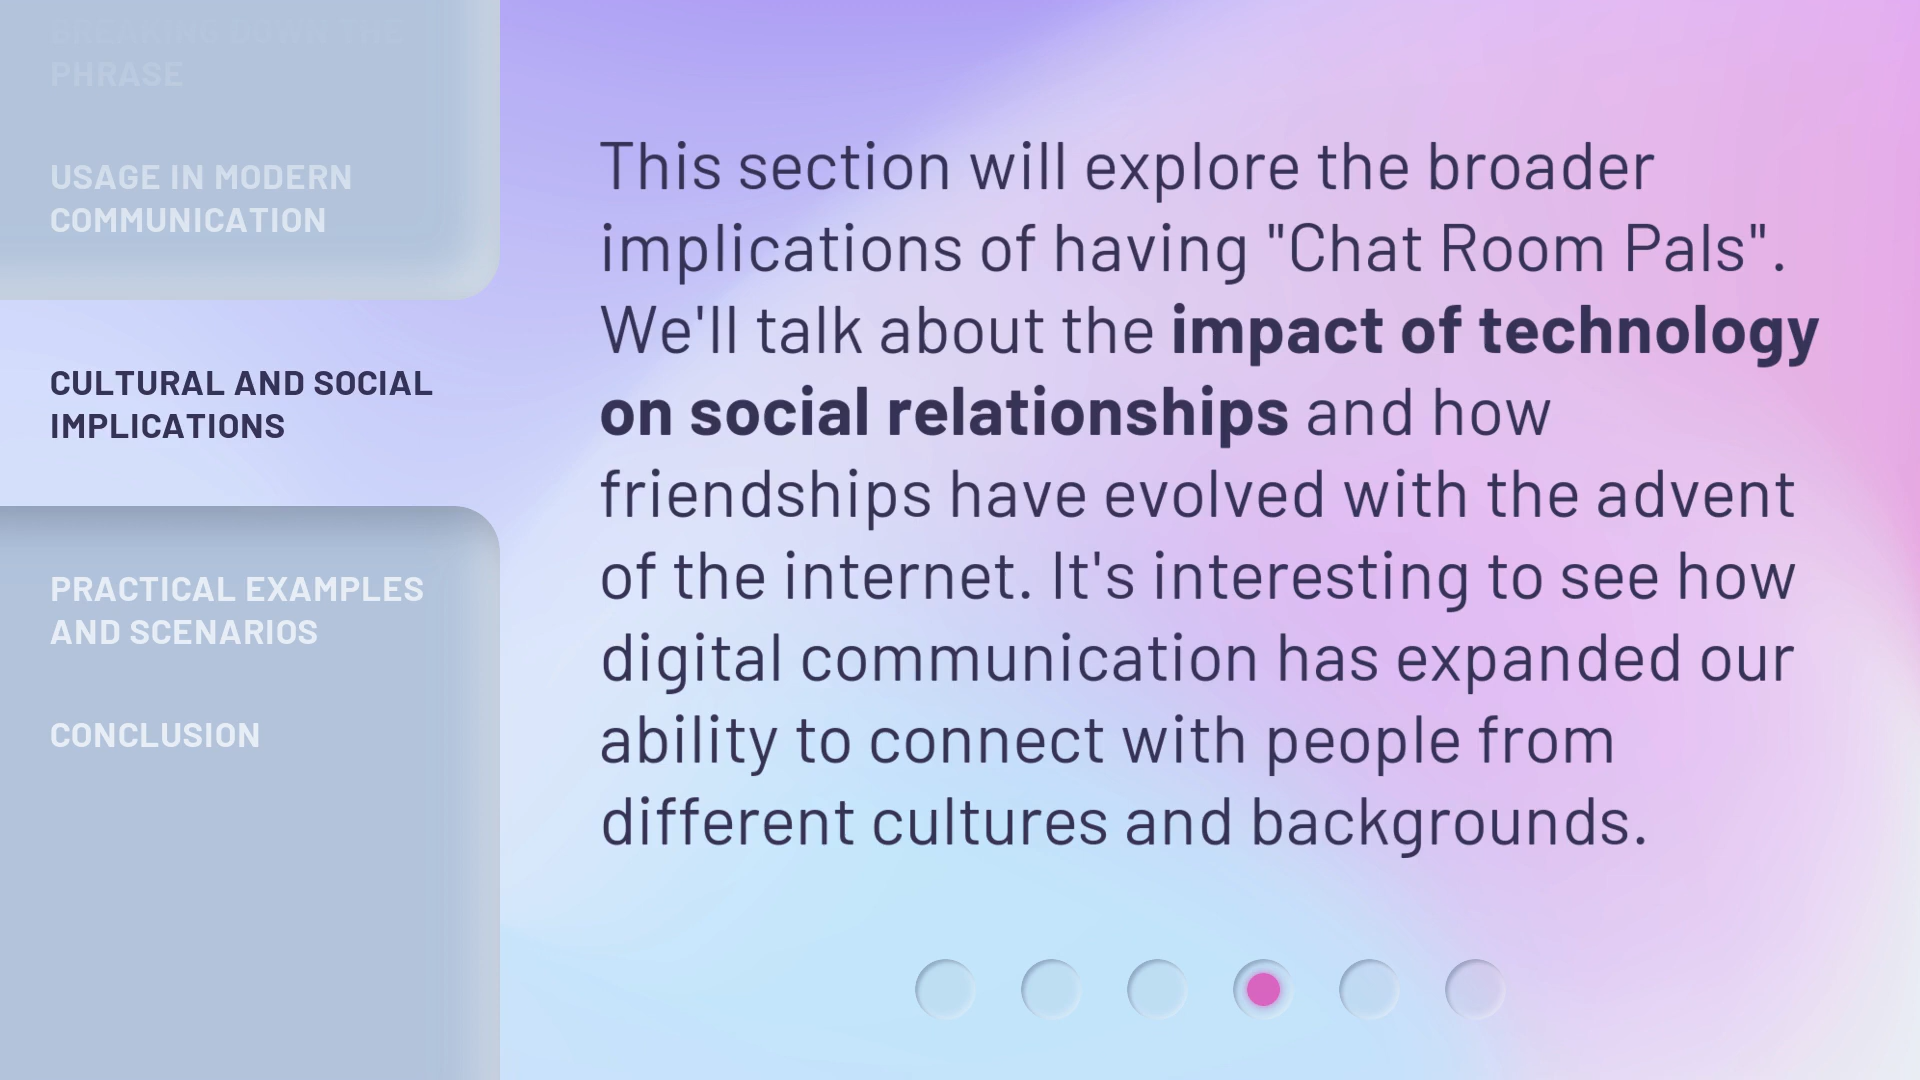 BREAKING DOWN THE
PHRASE
USAGE IN MODERN
COMMUNICATION
CULTURAL AND SOCIAL
IMPLICATIONS
PRACTICAL EXAMPLES
AND SCENARIOS
CONCLUSION
This section will explore the broader
implications of having "Chat Room Pals".
We'll talk about the impact of technology
on social relationships and how
friendships have evolved with the advent
of the internet. It's interesting to see how
digital communication has expanded our
ability to connect with people from
different cultures and backgrounds.